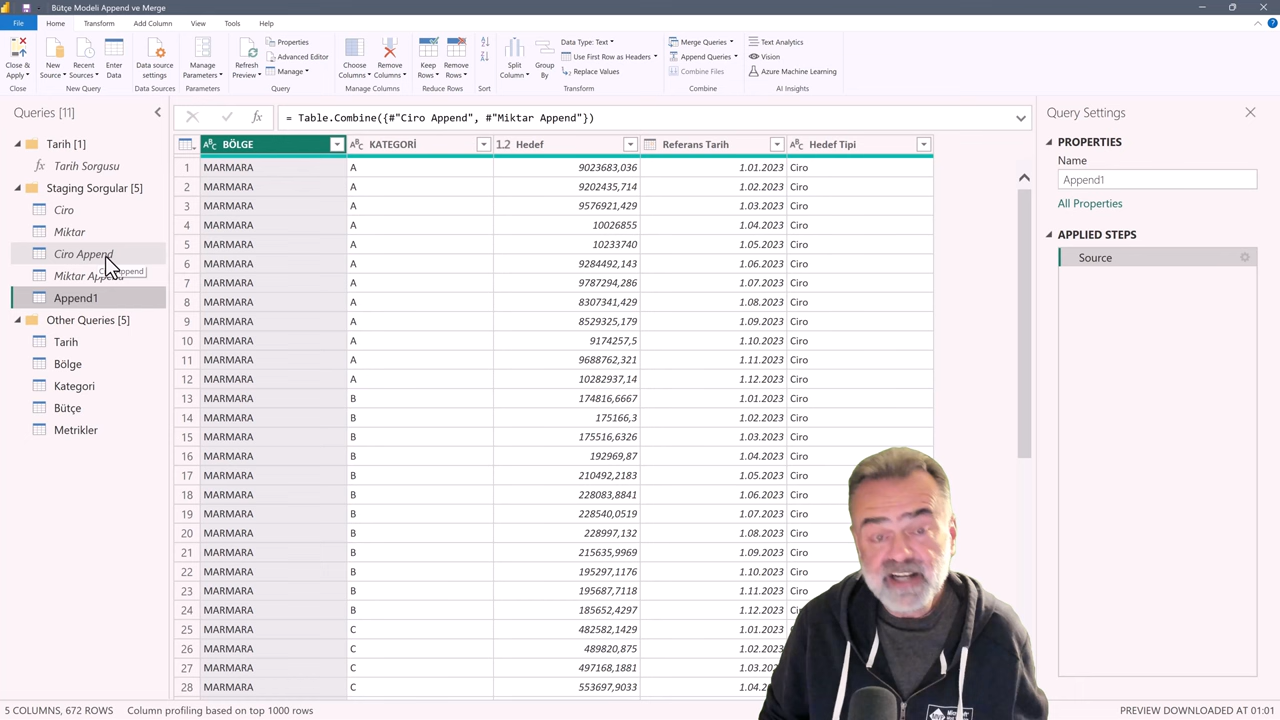 Bütçe Modeli Append ve Merge
File Home Transform Add Column View Tools Help
Close & Apply
New Source
Recent Sources
Enter Data
Data source settings
Manage Parameters
Refresh Preview
Properties
Advanced Editor
Manage
Choose Columns
Remove Columns
Keep Rows
Remove Rows
Split Column
Group By
Data Type: Text
Use First Row as Headers
Replace Values
Merge Queries
Append Queries
Combine Files
Text Analytics
Vision
Azure Machine Learning
Close New Query Data Sources Parameters Query Manage Columns Reduce Rows Sort Transform Combine AI Insights
Queries [11]
Tarih [1]
fx Tarih Sorgusu
Staging Sorgular [5]
Ciro
Miktar
Ciro Append
Miktar Append
Append1
Other Queries [5]
Tarih
Bölge
Kategori
Bütçe
Metrikler
fx = Table.Combine({#"Ciro Append", #"Miktar Append"})
BÖLGE KATEGORİ 1.2 Hedef Referans Tarih Hedef Tipi
1 MARMARA A 9023683,036 1.01.2023 Ciro
2 MARMARA A 9202435,714 1.02.2023 Ciro
3 MARMARA A 9576921,429 1.03.2023 Ciro
4 MARMARA A 10026855 1.04.2023 Ciro
5 MARMARA A 10233740 1.05.2023 Ciro
6 MARMARA A 9284492,143 1.06.2023 Ciro
7 MARMARA A 9787294,286 1.07.2023 Ciro
8 MARMARA A 8307341,429 1.08.2023 Ciro
9 MARMARA A 8529325,179 1.09.2023 Ciro
10 MARMARA A 9174257,5 1.10.2023 Ciro
11 MARMARA A 9688762,321 1.11.2023 Ciro
12 MARMARA A 10282937,14 1.12.2023 Ciro
13 MARMARA B 174816,6667 1.01.2023 Ciro
14 MARMARA B 175166,3 1.02.2023 Ciro
15 MARMARA B 175516,6326 1.03.2023 Ciro
16 MARMARA B 192969,87 1.04.2023 Ciro
17 MARMARA B 210492,2183 1.05.2023 Ciro
18 MARMARA B 228083,8841 1.06.2023 Ciro
19 MARMARA B 228540,0519 1.07.2023 Ciro
20 MARMARA B 228997,132 1.08.2023 Ciro
21 MARMARA B 215635,9969 1.09.2023 Ciro
22 MARMARA B 195297,1176 1.10.2023 Ciro
23 MARMARA B 195687,7118 1.11.2023 Ciro
24 MARMARA B 185652,4297 1.12.2023
25 MARMARA C 482582,1429 1.01.2023
26 MARMARA C 489820,875 1.02.2023
27 MARMARA C 497168,1881 1.03.202
28 MARMARA C 553697,9033 1.04.2
Query Settings
PROPERTIES
Name
Append1
All Properties
APPLIED STEPS
Source
5 COLUMNS, 672 ROWS Column profiling based on top 1000 rows
PREVIEW DOWNLOADED AT 01:01